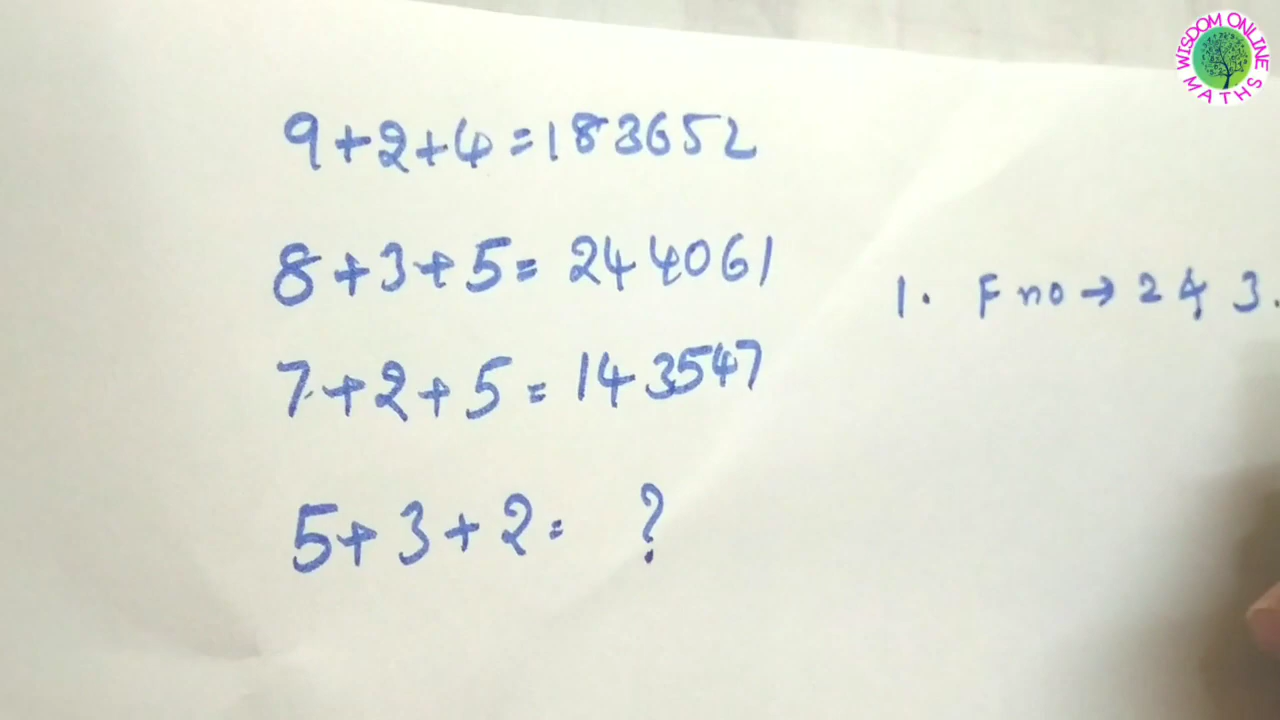 9+2+4=183652
8+3+5=244061
1. F no → 2 & 3.
7+2+5=143547
5+3+2= ?
WISDOM ONLINE
MATHS